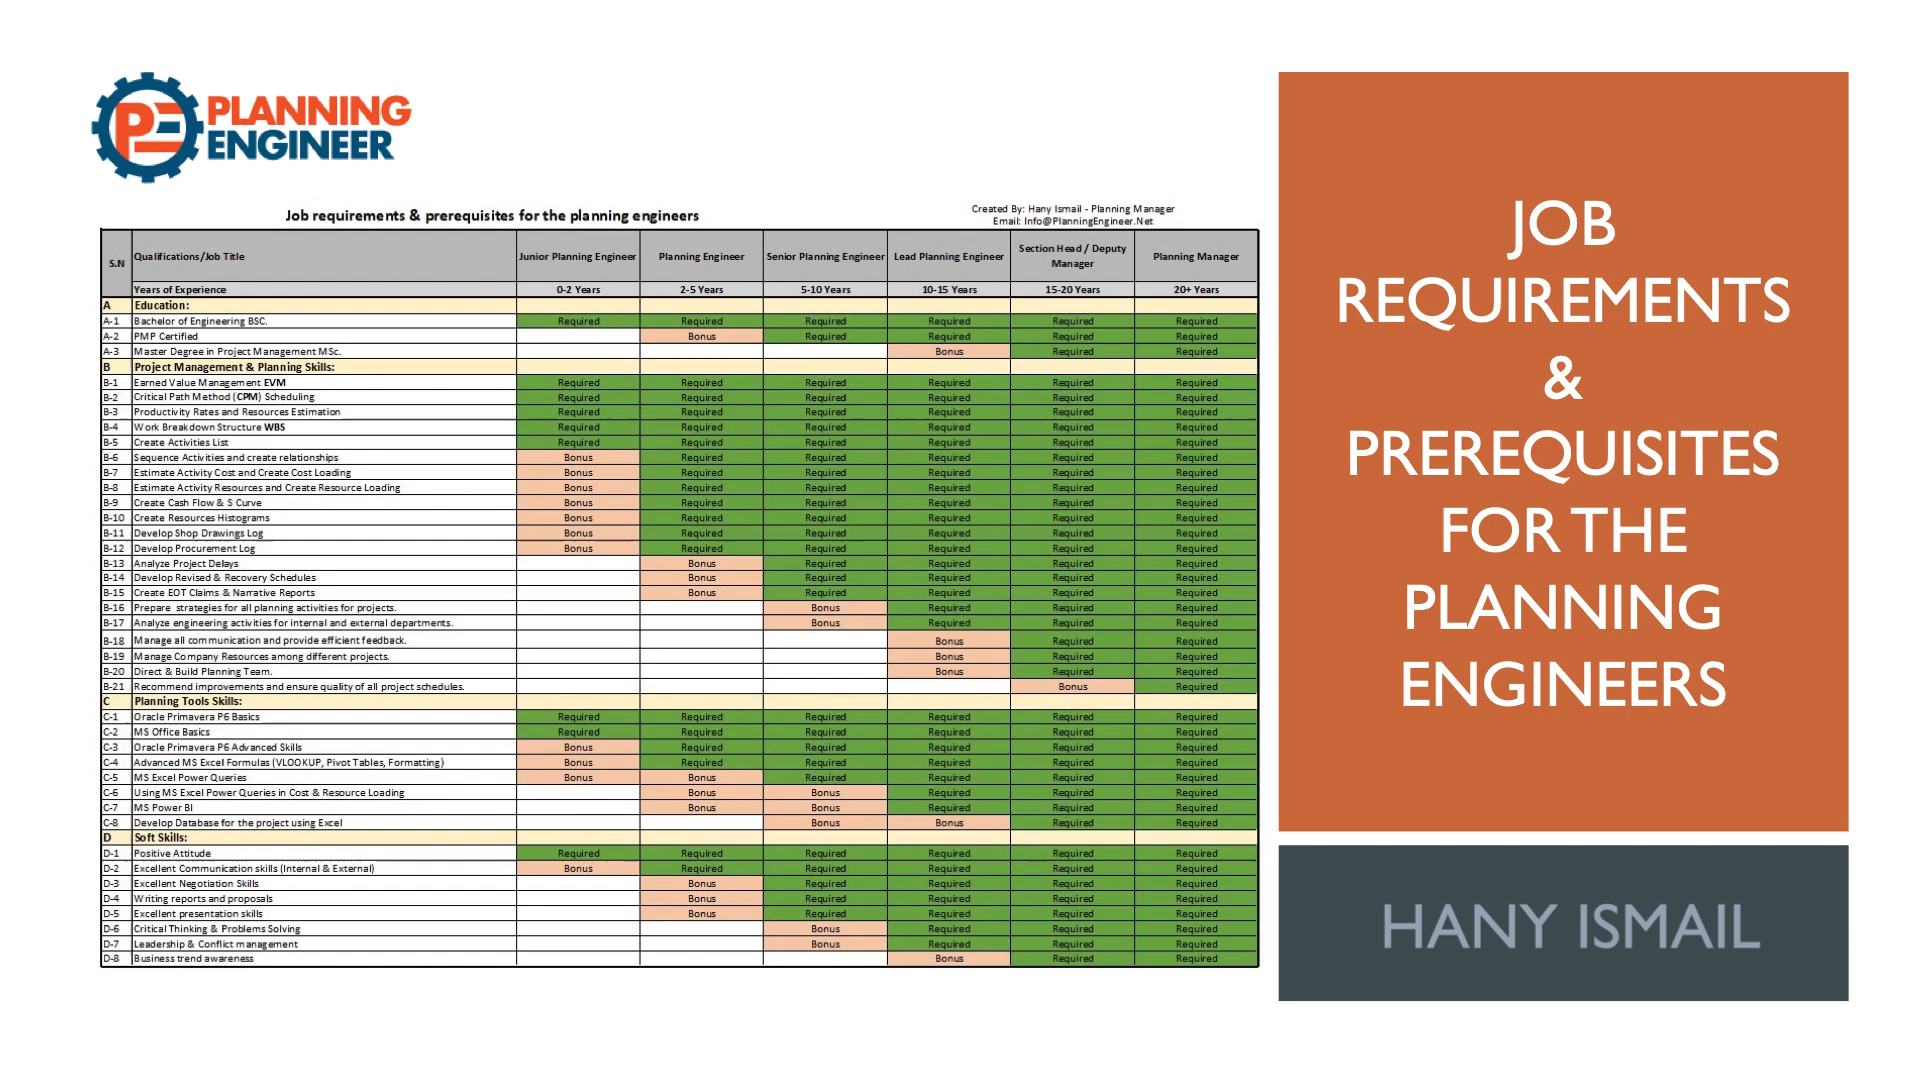 PE PLANNING
ENGINEER
Job requirements & prerequisites for the planning engineers
Created By: Hany Ismail - Planning Manager
Email: Info@PlanningEngineer.Net
S.N Qualifications/Job Title Junior Planning Engineer Planning Engineer Senior Planning Engineer Lead Planning Engineer Section Head / Deputy Manager Planning Manager
Years of Experience 0-2 Years 2-5 Years 5-10 Years 10-15 Years 15-20 Years 20+ Years
A Education:
A-1 Bachelor of Engineering BSC. Required Required Required Required Required Required
A-2 PMP Certified Bonus Required Required Required Required
A-3 Master Degree in Project Management MSc. Bonus Required Required
B Project Management & Planning Skills:
B-1 Earned Value Management EVM Required Required Required Required Required Required
B-2 Critical Path Method (CPM) Scheduling Required Required Required Required Required Required
B-3 Productivity Rates and Resources Estimation Required Required Required Required Required Required
B-4 Work Breakdown Structure WBS Required Required Required Required Required Required
B-5 Create Activities List Required Required Required Required Required Required
B-6 Sequence Activities and create relationships Bonus Required Required Required Required Required
B-7 Estimate Activity Cost and Create Cost Loading Bonus Required Required Required Required Required
B-8 Estimate Activity Resources and Create Resource Loading Bonus Required Required Required Required Required
B-9 Create Cash Flow & S Curve Bonus Required Required Required Required Required
B-10 Create Resources Histograms Bonus Required Required Required Required Required
B-11 Develop Shop Drawings Log Bonus Required Required Required Required Required
B-12 Develop Procurement Log Bonus Required Required Required Required Required
B-13 Analyze Project Delays Bonus Required Required Required Required
B-14 Develop Revised & Recovery Schedules Bonus Required Required Required Required
B-15 Create EOT Claims & Narrative Reports Bonus Required Required Required Required
B-16 Prepare strategies for all planning activities for projects. Bonus Required Required Required
B-17 Analyze engineering activities for internal and external departments. Bonus Required Required Required
B-18 Manage all communication and provide efficient feedback. Bonus Required Required
B-19 Manage Company Resources among different projects. Bonus Required Required
B-20 Direct & Build Planning Team. Bonus Required Required
B-21 Recommend improvements and ensure quality of all project schedules. Bonus Required
C Planning Tools Skills:
C-1 Oracle Primavera P6 Basics Required Required Required Required Required Required
C-2 MS Office Basics Required Required Required Required Required Required
C-3 Oracle Primavera P6 Advanced Skills Bonus Required Required Required Required Required
C-4 Advanced MS Excel Formulas (VLOOKUP, Pivot Tables, Formatting) Bonus Required Required Required Required Required
C-5 MS Excel Power Queries Bonus Bonus Required Required Required Required
C-6 Using MS Excel Power Queries in Cost & Resource Loading Bonus Bonus Required Required Required
C-7 MS Power BI Bonus Bonus Required Required Required
C-8 Develop Database for the project using Excel Bonus Bonus Required Required
D Soft Skills:
D-1 Positive Attitude Required Required Required Required Required Required
D-2 Excellent Communication skills (Internal & External) Bonus Required Required Required Required Required
D-3 Excellent Negotiation Skills Bonus Required Required Required Required
D-4 Writing reports and proposals Bonus Required Required Required Required
D-5 Excellent presentation skills Bonus Required Required Required Required
D-6 Critical Thinking & Problems Solving Bonus Required Required Required
D-7 Leadership & Conflict management Bonus Required Required Required
D-8 Business trend awareness Bonus Required Required
JOB
REQUIREMENTS
&
PREREQUISITES
FOR THE
PLANNING
ENGINEERS
HANY ISMAIL